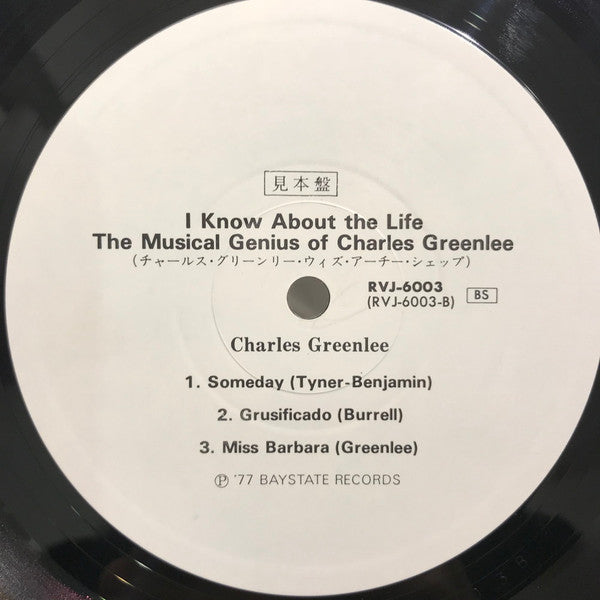 見本盤
I Know About the Life
The Musical Genius of Charles Greenlee
(チャールス・グリーンリー・ウィズ・アーチー・シェップ)
RVJ-6003
(RVJ-6003-B) BS
Charles Greenlee
1. Someday (Tyner-Benjamin)
2. Grusificado (Burrell)
3. Miss Barbara (Greenlee)
Ⓟ '77 BAYSTATE RECORDS